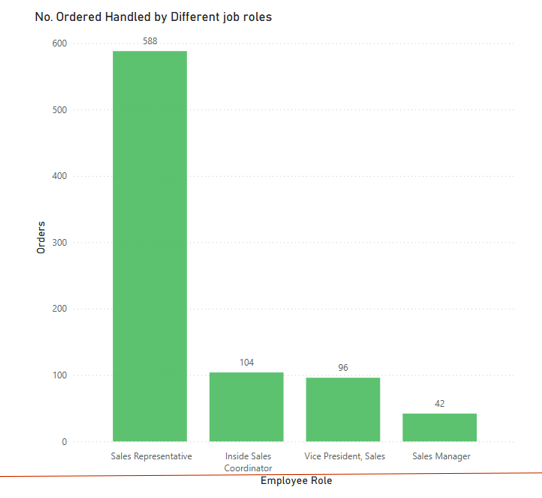 No. Ordered Handled by Different job roles
600
588
500
400
Orders
300
200
104
96
100
42
0
Sales Representative
Inside Sales
Coordinator
Vice President, Sales
Sales Manager
Employee Role